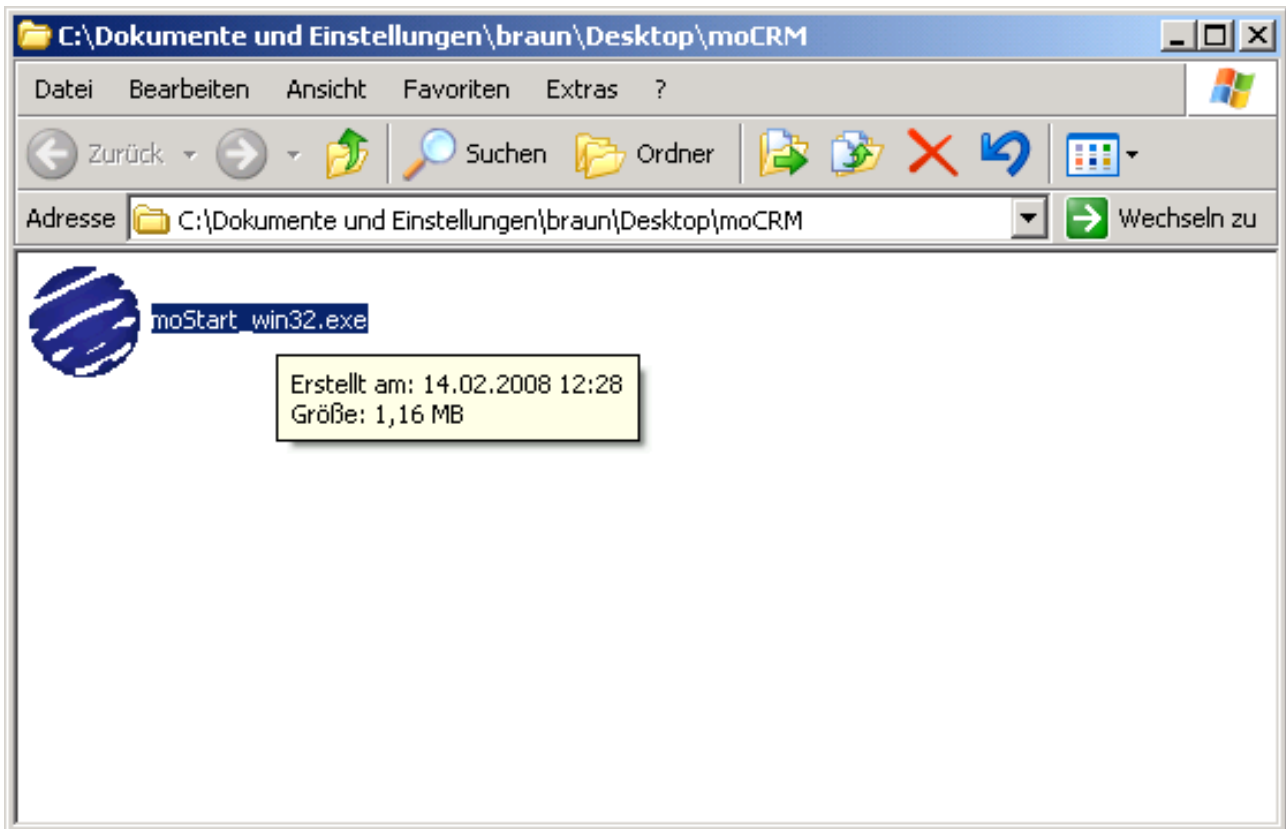 C:\Dokumente und Einstellungen\braun\Desktop\moCRM
Datei Bearbeiten Ansicht Favoriten Extras ?
Zurück Suchen Ordner
Adresse C:\Dokumente und Einstellungen\braun\Desktop\moCRM Wechseln zu
moStart_win32.exe
Erstellt am: 14.02.2008 12:28
Größe: 1,16 MB